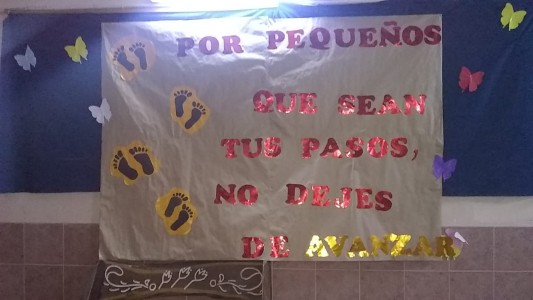 POR PEQUEÑOS
QUE SEAN
TUS PASOS,
NO DEJES
DE AVANZAR